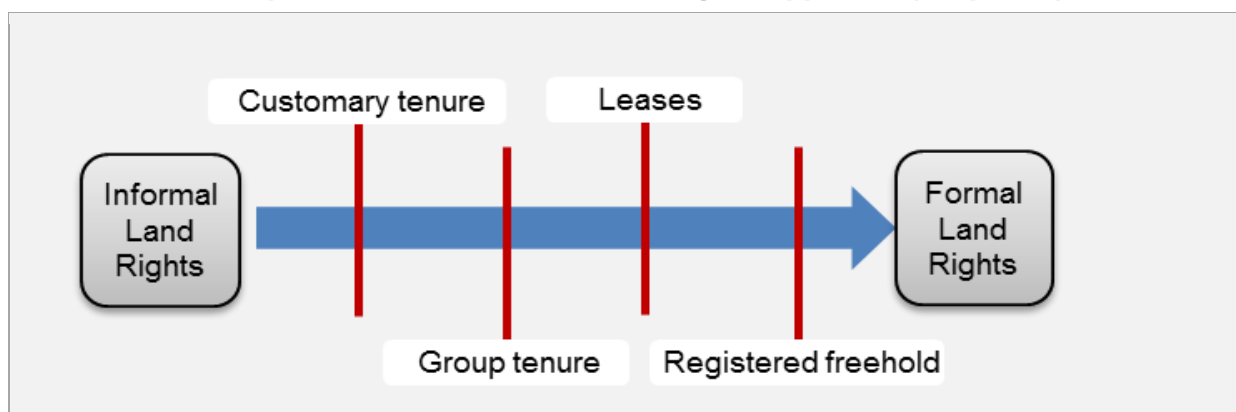 Customary tenure
Leases
Informal
Land
Rights
Formal
Land
Rights
Group tenure
Registered freehold